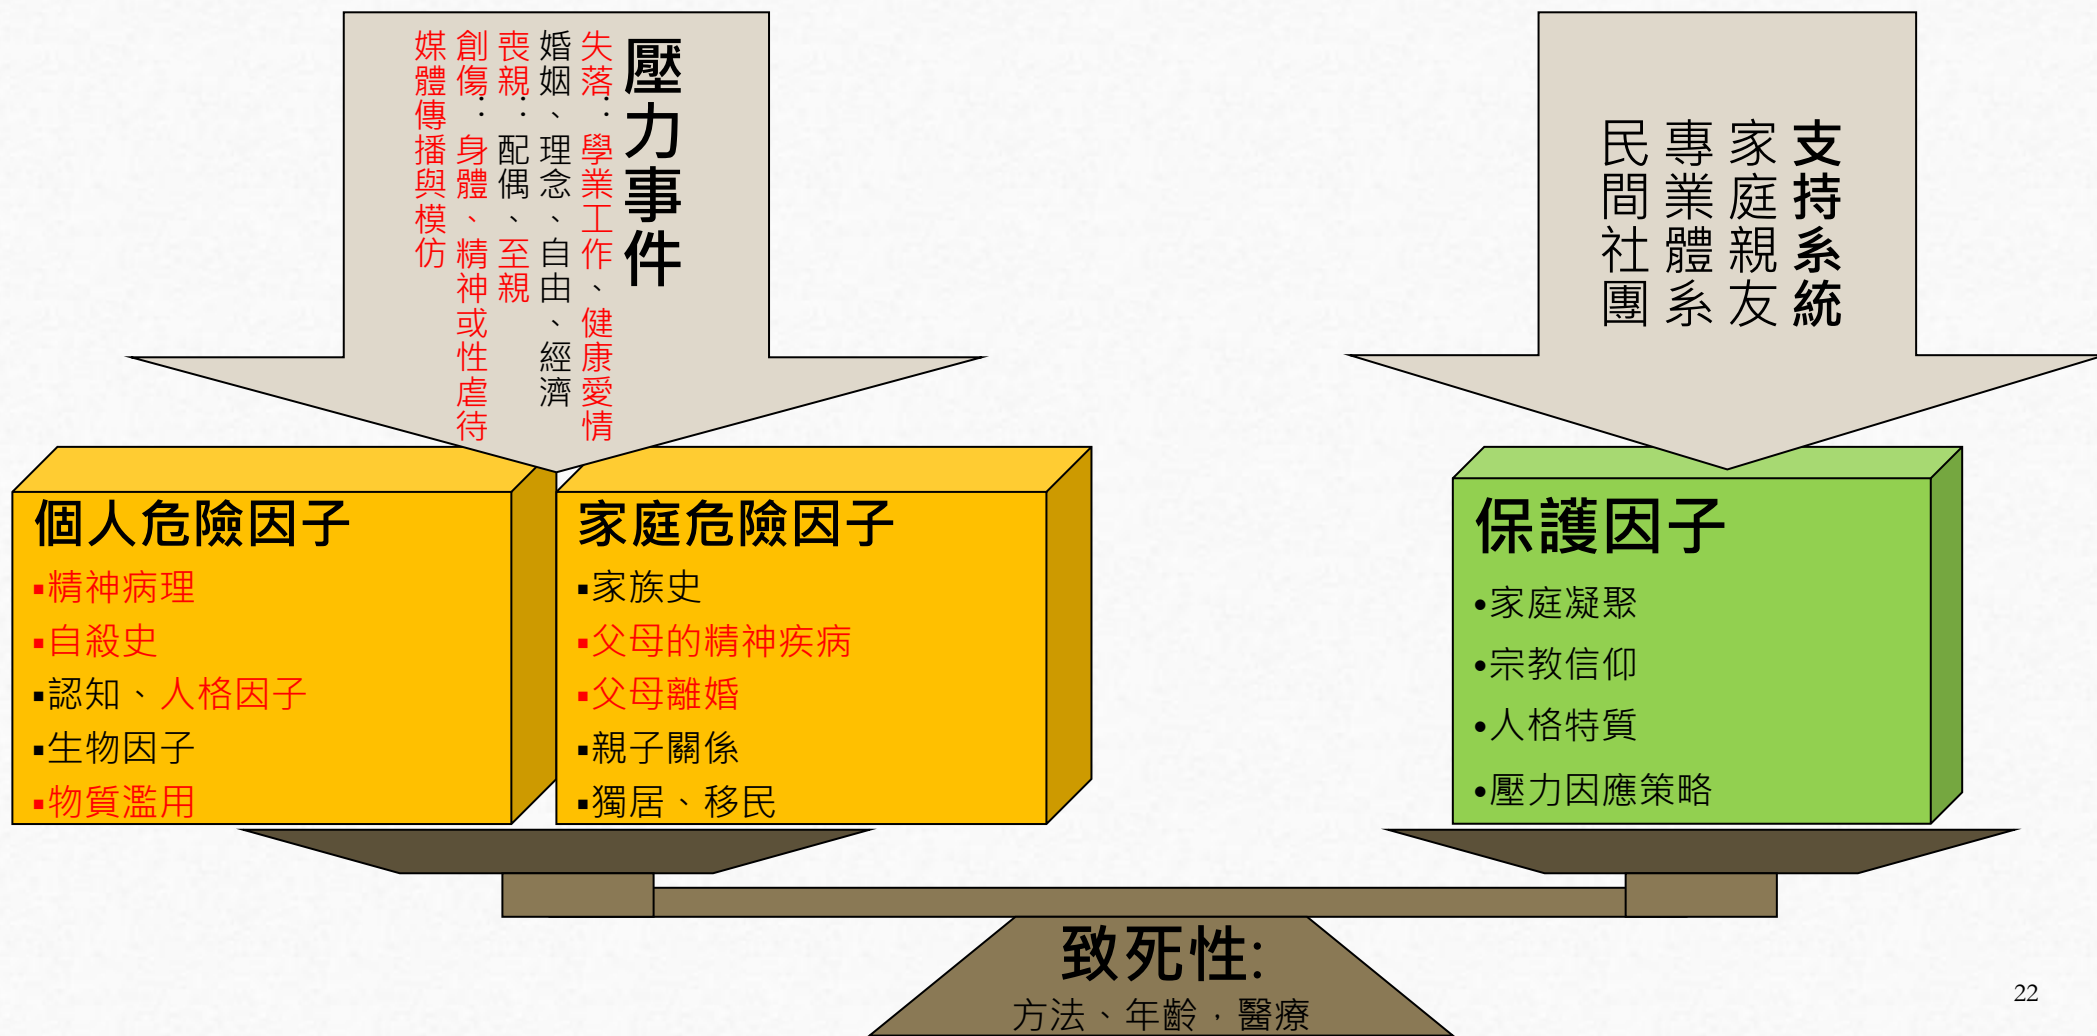 壓力事件
失落：學業工作、健康愛情
婚姻、理念、自由、經濟
喪親：配偶、至親
創傷：身體、精神或性虐待
媒體傳播與模仿
支持系統
家庭親友
專業體系
民間社團
個人危險因子
▪精神病理
▪自殺史
▪認知、人格因子
▪生物因子
▪物質濫用
家庭危險因子
▪家族史
▪父母的精神疾病
▪父母離婚
▪親子關係
▪獨居、移民
保護因子
•家庭凝聚
•宗教信仰
•人格特質
•壓力因應策略
致死性:
方法、年齡，醫療
22